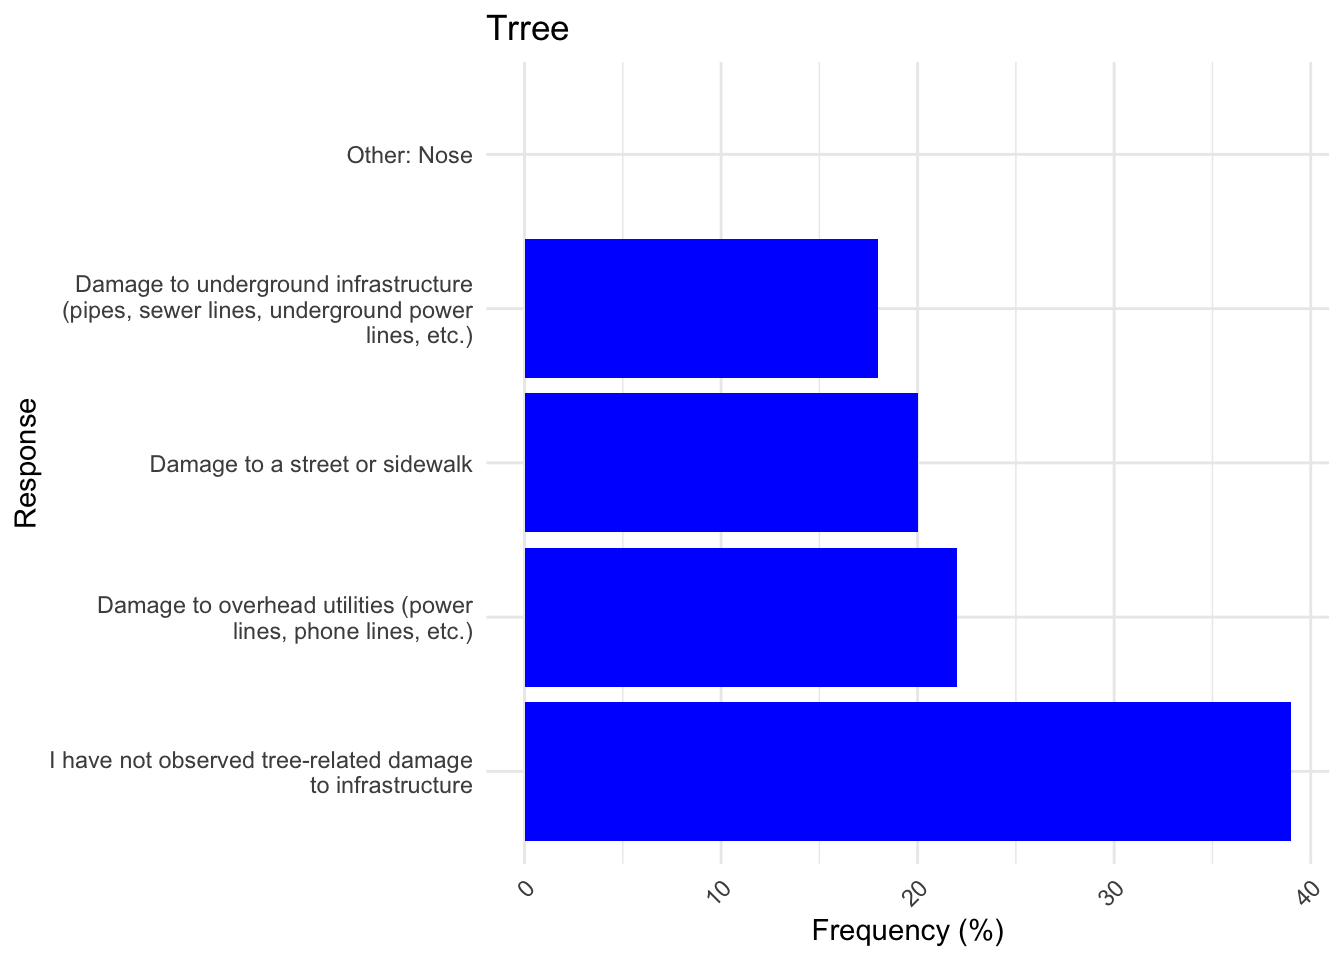 Trree
Other: Nose
Damage to underground infrastructure
(pipes, sewer lines, underground power
lines, etc.)
Damage to a street or sidewalk
Damage to overhead utilities (power
lines, phone lines, etc.)
I have not observed tree-related damage
to infrastructure
Response
0 10 20 30 40
Frequency (%)